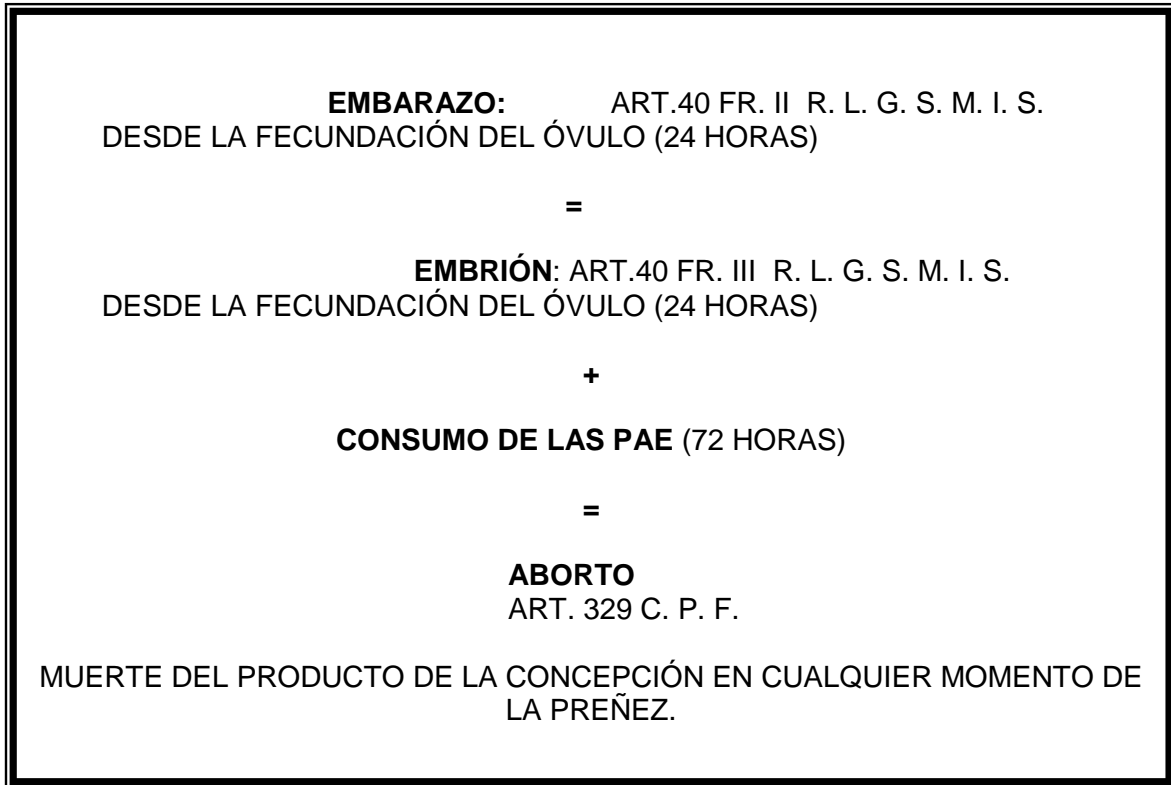 EMBARAZO: ART.40 FR. II R. L. G. S. M. I. S.
DESDE LA FECUNDACIÓN DEL ÓVULO (24 HORAS)
=
EMBRIÓN: ART.40 FR. III R. L. G. S. M. I. S.
DESDE LA FECUNDACIÓN DEL ÓVULO (24 HORAS)
+
CONSUMO DE LAS PAE (72 HORAS)
=
ABORTO
ART. 329 C. P. F.
MUERTE DEL PRODUCTO DE LA CONCEPCIÓN EN CUALQUIER MOMENTO DE
LA PREÑEZ.